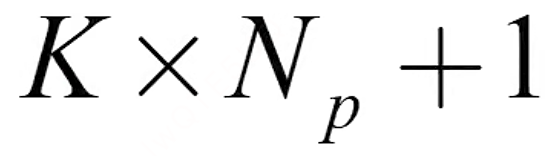 K × N_p + 1